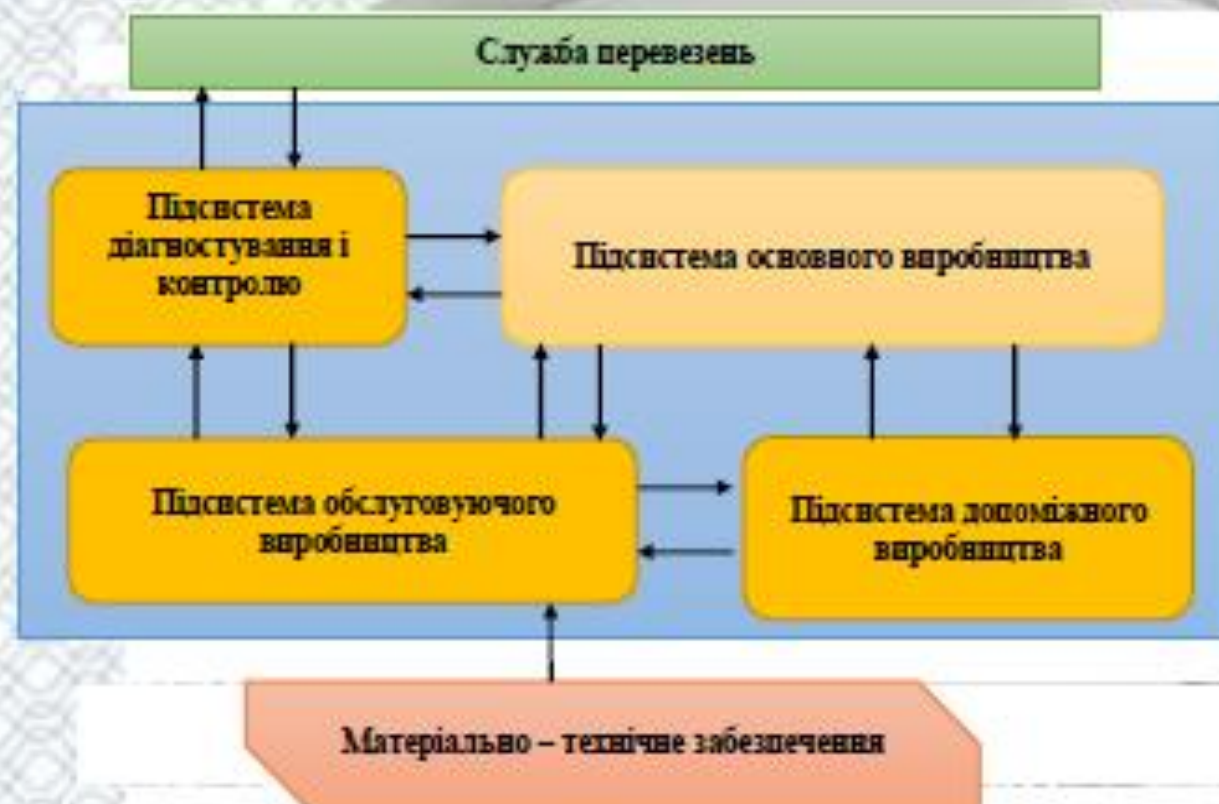 Служба перевезень
Підсистема
діагностування і
контролю
Підсистема основного виробництва
Підсистема обслуговуючого
виробництва
Підсистема допоміжного
виробництва
Матеріально – технічне забезпечення